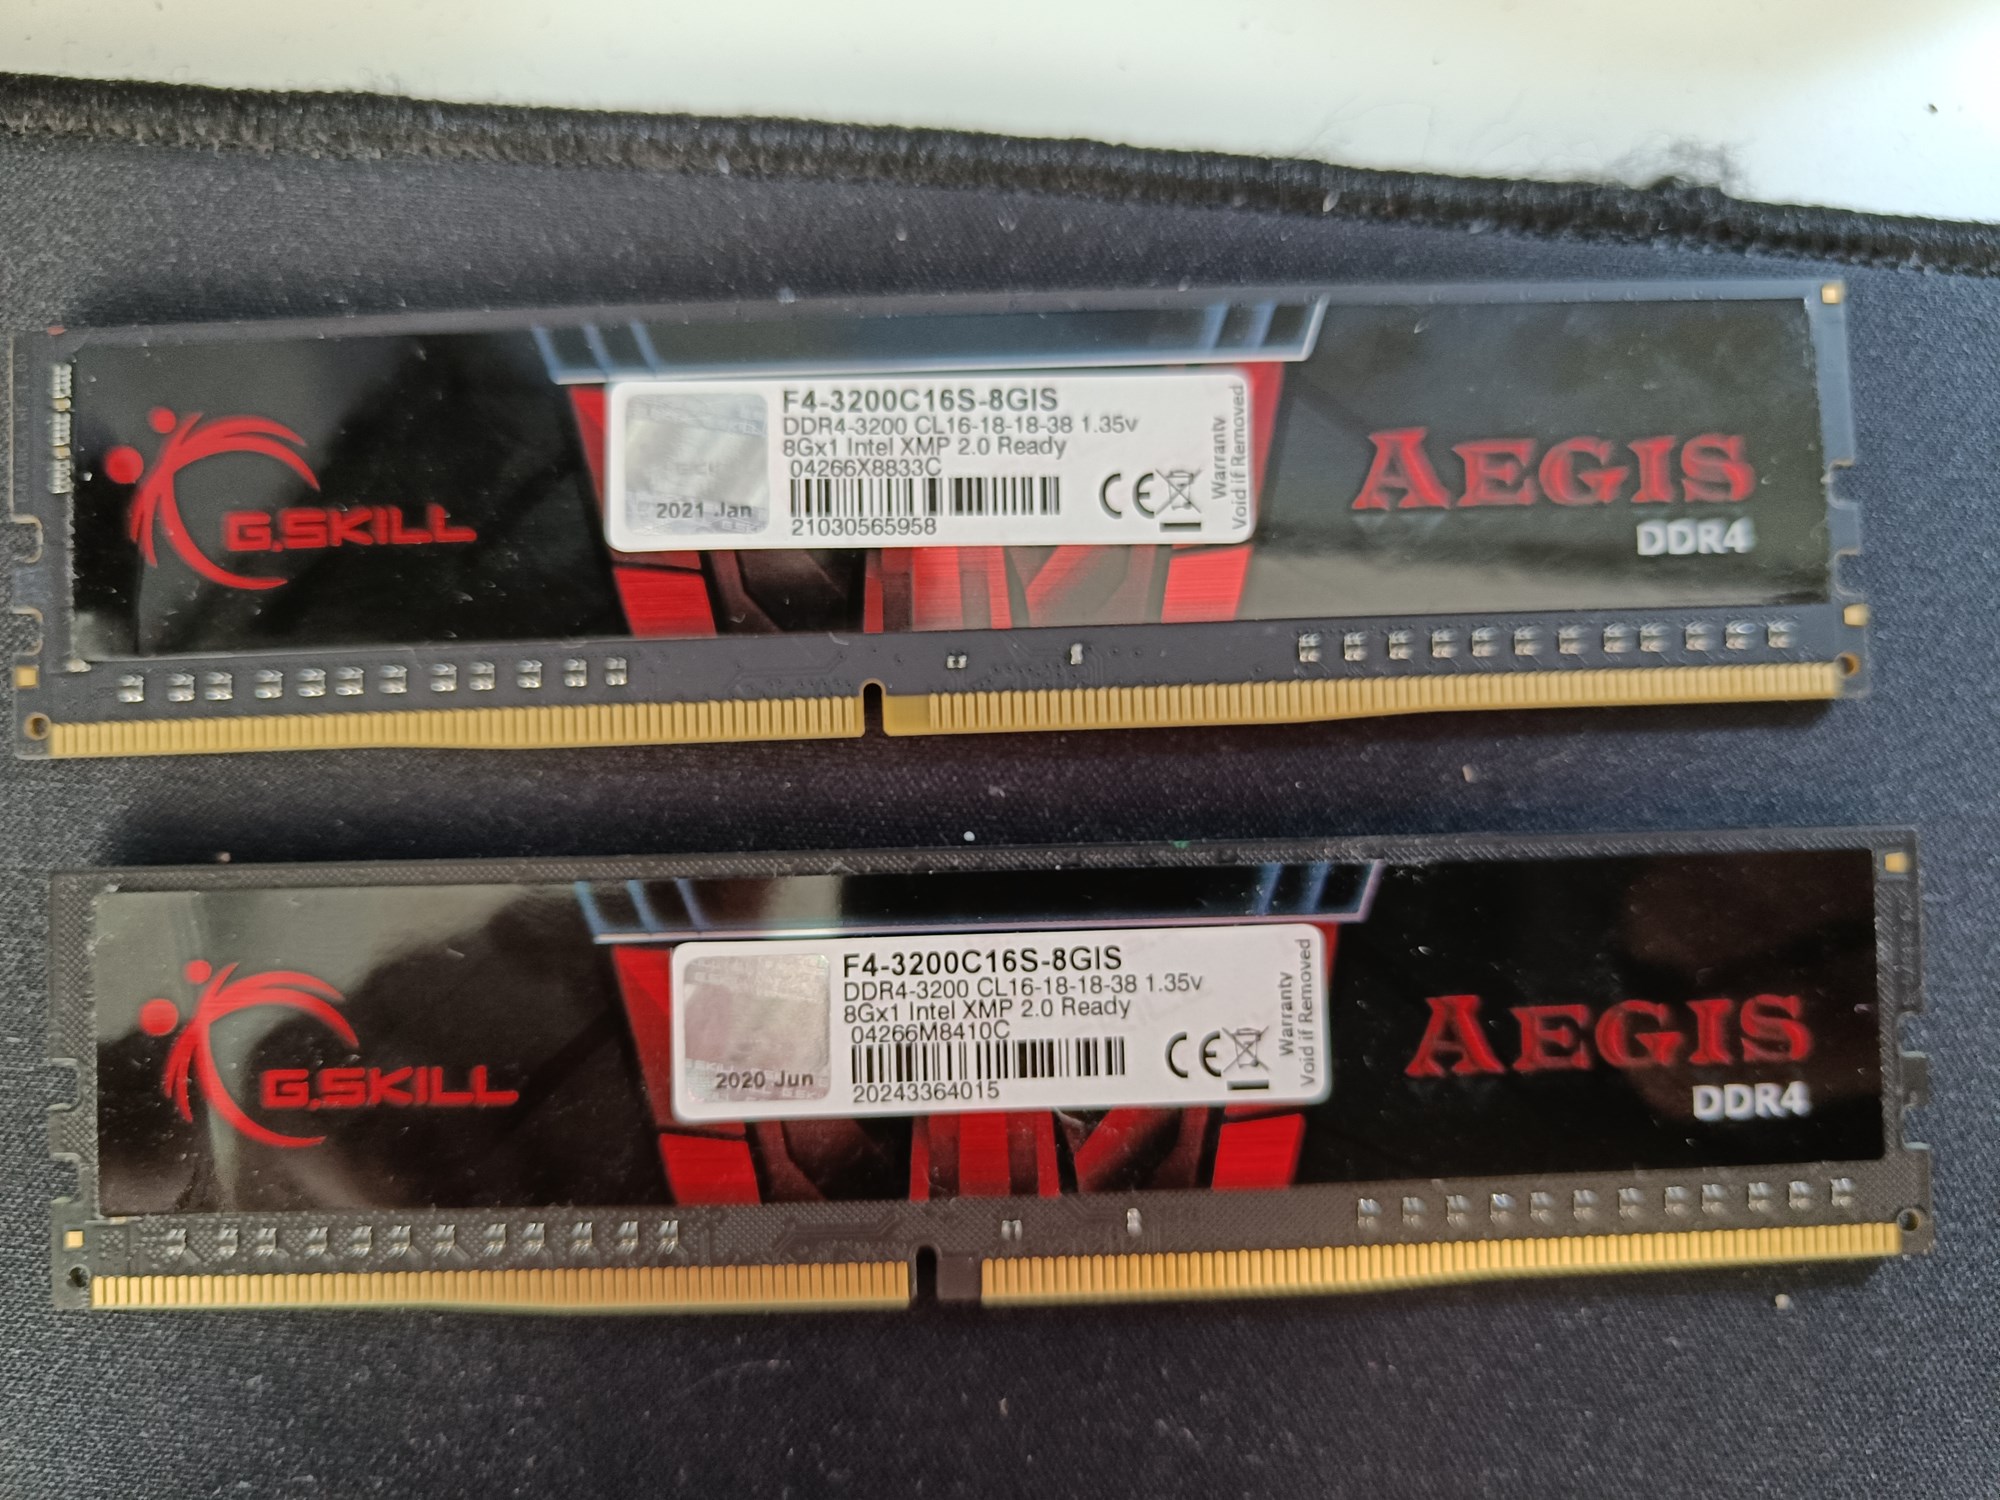 G.SKILL
2021 Jan
F4-3200C16S-8GIS
DDR4-3200 CL16-18-18-38 1.35v
8Gx1 Intel XMP 2.0 Ready
04266X8833C
21030565958
CE
Warranty
Void if Removed
AEGIS
DDR4
G.SKILL
2020 Jun
F4-3200C16S-8GIS
DDR4-3200 CL16-18-18-38 1.35v
8Gx1 Intel XMP 2.0 Ready
04266M8410C
20243364015
CE
Warranty
Void if Removed
AEGIS
DDR4